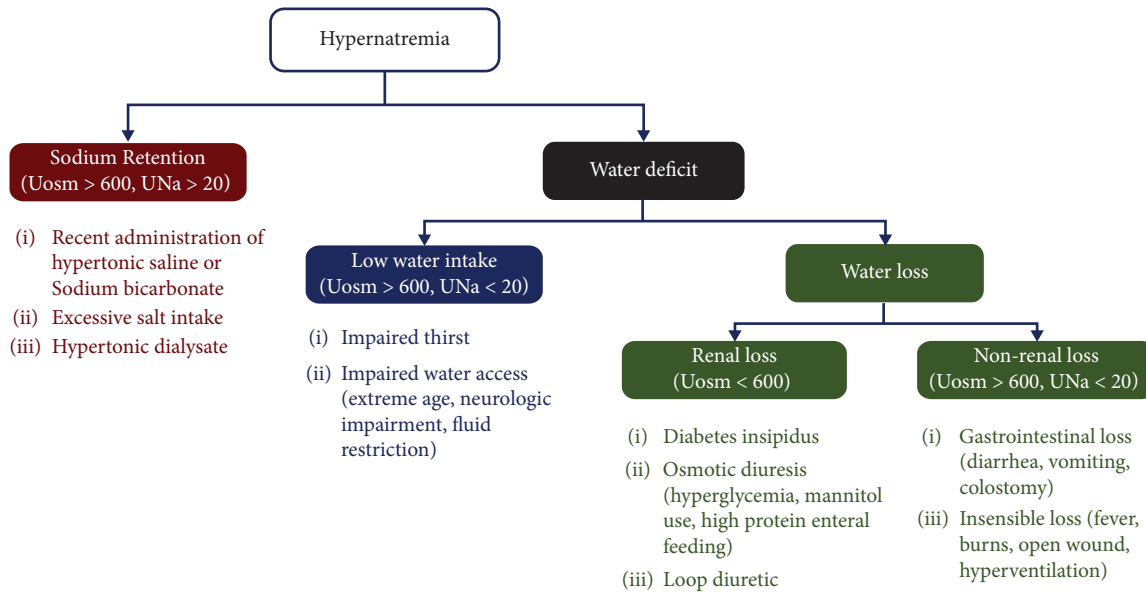 Hypernatremia
Sodium Retention
(Uosm > 600, UNa > 20)
Water deficit
(i) Recent administration of
hypertonic saline or
Sodium bicarbonate
(ii) Excessive salt intake
(iii) Hypertonic dialysate
Low water intake
(Uosm > 600, UNa < 20)
Water loss
(i) Impaired thirst
(ii) Impaired water access
(extreme age, neurologic
impairment, fluid
restriction)
Renal loss
(Uosm < 600)
Non-renal loss
(Uosm > 600, UNa < 20)
(i) Diabetes insipidus
(ii) Osmotic diuresis
(hyperglycemia, mannitol
use, high protein enteral
feeding)
(iii) Loop diuretic
(i) Gastrointestinal loss
(diarrhea, vomiting,
colostomy)
(iii) Insensible loss (fever,
burns, open wound,
hyperventilation)